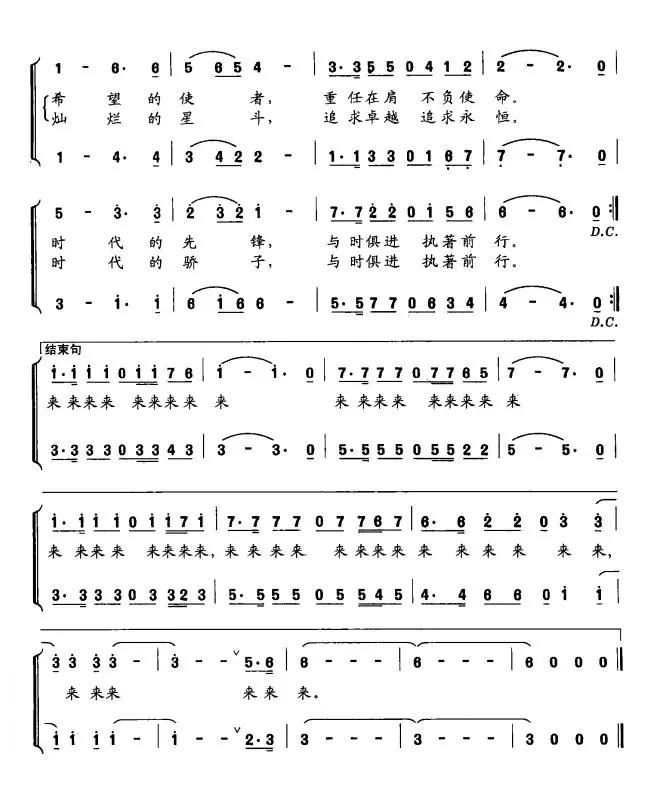 1 - 6· 6 | 5 6 5 4 - | 3·3 5 5 0 4 1 2 | 2 - 2· 0 |
希 望 的 使 者， 重 任 在 肩 不 负 使 命。
灿 烂 的 星 斗， 追 求 卓 越 追 求 永 恒。
1 - 4· 4 | 3 4 2 2 - | 1·1 3 3 0 1 6 7 | 7 - 7· 0 |
5 - 3· 3 | 2 3 2 1 - | 7·7 2 2 0 1 5 6 | 6 - 6· 0 :||
D.C.
时 代 的 先 锋， 与 时 俱 进 执 著 前 行。
时 代 的 骄 子， 与 时 俱 进 执 著 前 行。
3 - 1· 1 | 6 1 6 6 - | 5·5 7 7 0 6 3 4 | 4 - 4· 0 :||
D.C.
结束句
1·1 1 1 0 1 1 7 6 | 1 - 1· 0 | 7·7 7 7 0 7 7 6 5 | 7 - 7· 0 |
来 来来来 来来来来 来 来 来来来 来来来来 来
3·3 3 3 0 3 3 4 3 | 3 - 3· 0 | 5·5 5 5 0 5 5 2 2 | 5 - 5· 0 |
1· 1 1 1 0 1 1 7 1 | 7· 7 7 7 0 7 7 6 7 | 6· 6 2 2 0 3 3 |
来 来来 来 来来来来， 来 来 来 来 来来来来 来 来 来 来 来 来，
3· 3 3 3 0 3 3 2 3 | 5· 5 5 5 0 5 5 4 5 | 4· 4 6 6 0 1 1 |
3 3 3 3 - - | 3 - - ∨ 5·6 | 6 - - - | 6 - - - | 6 0 0 0 ||
来 来来 来 来 来。
1 1 1 1 - - | 1 - - ∨ 2·3 | 3 - - - | 3 - - - | 3 0 0 0 ||